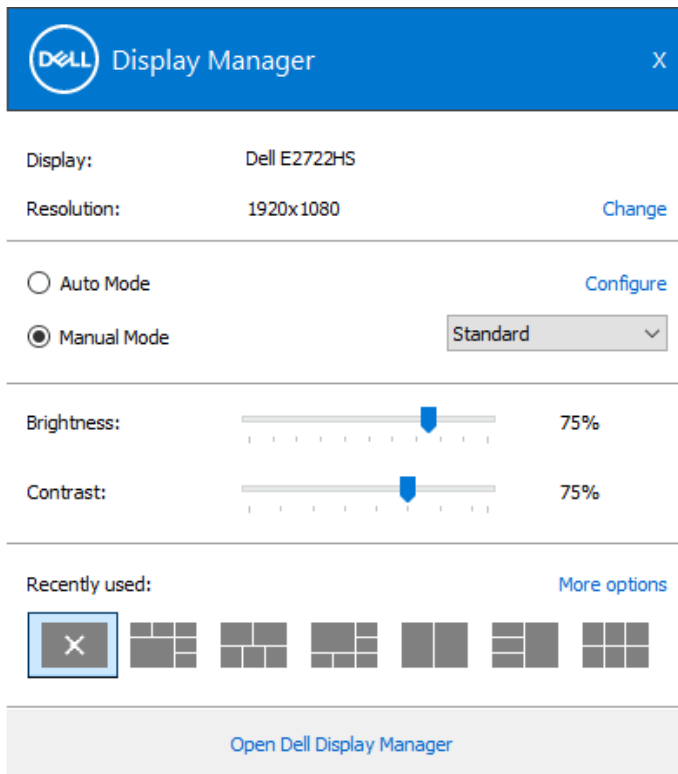 DELL Display Manager X
Display: Dell E2722HS
Resolution: 1920x1080 Change
Auto Mode Configure
Manual Mode Standard
Brightness: 75%
Contrast: 75%
Recently used: More options
Open Dell Display Manager